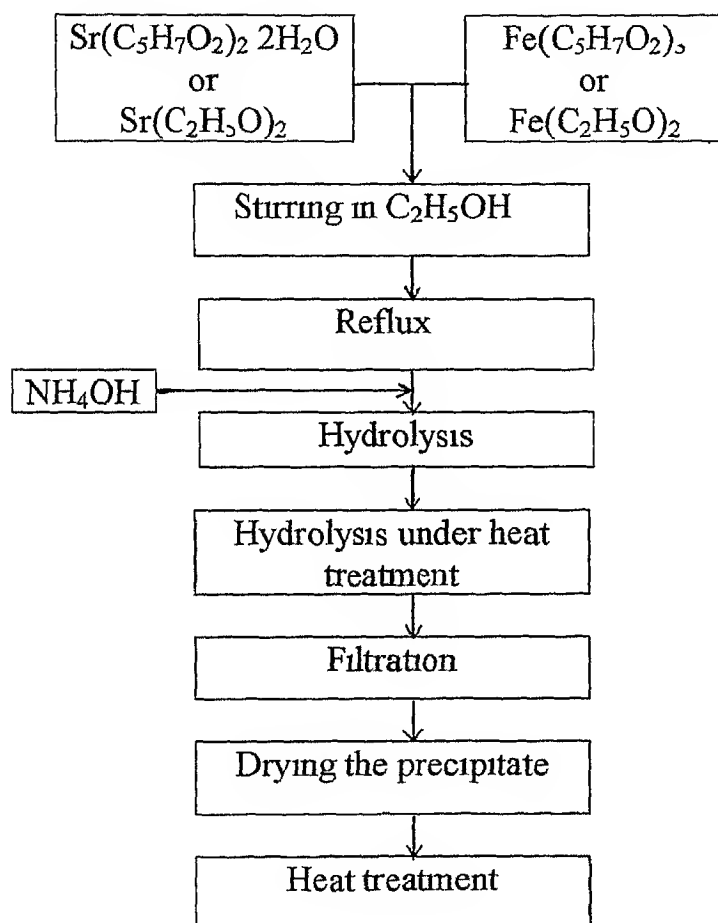 Sr(C₅H₇O₂)₂ 2H₂O
or
Sr(C₂H₅O)₂
Fe(C₅H₇O₂)₃
or
Fe(C₂H₅O)₂
Stirring in C₂H₅OH
Reflux
NH₄OH
Hydrolysis
Hydrolysis under heat
treatment
Filtration
Drying the precipitate
Heat treatment